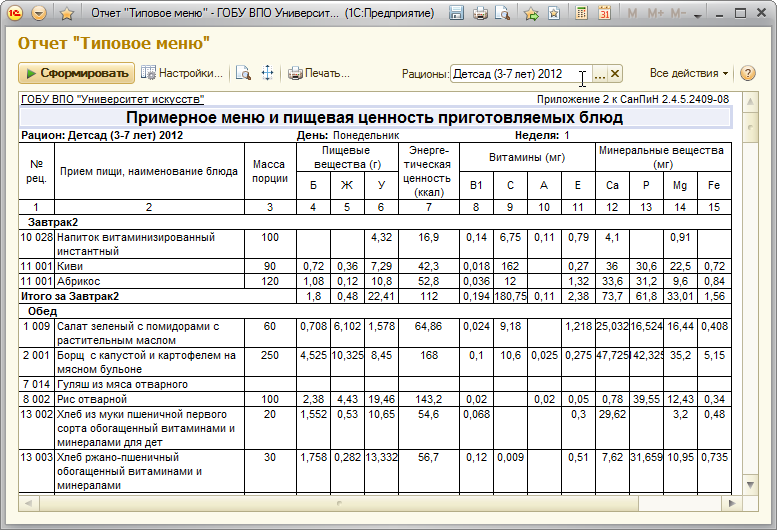 Отчет "Типовое меню" - ГОБУ ВПО Университ... (1С:Предприятие)
M M+ M-
Отчет "Типовое меню"
Сформировать Настройки... Печать... Рационы: Детсад (3-7 лет) 2012 ... Все действия
ГОБУ ВПО "Университет искусств" Приложение 2 к СанПиН 2.4.5.2409-08
Примерное меню и пищевая ценность приготовляемых блюд
Рацион: Детсад (3-7 лет) 2012 День: Понедельник Неделя: 1
№ рец. Прием пищи, наименование блюда Масса порции Пищевые вещества (г) Энерге-тическая ценность (ккал) Витамины (мг) Минеральные вещества (мг)
Б Ж У В1 С А Е Ca P Mg Fe
1 2 3 4 5 6 7 8 9 10 11 12 13 14 15
Завтрак2
10 028 Напиток витаминизированный 100 4,32 16,9 0,14 6,75 0,11 0,79 4,1 0,91
инстантный
11 001 Киви 90 0,72 0,36 7,29 42,3 0,018 162 0,27 36 30,6 22,5 0,72
11 001 Абрикос 120 1,08 0,12 10,8 52,8 0,036 12 1,32 33,6 31,2 9,6 0,84
Итого за Завтрак2 1,8 0,48 22,41 112 0,194 180,75 0,11 2,38 73,7 61,8 33,01 1,56
Обед
1 009 Салат зеленый с помидорами с 60 0,708 6,102 1,578 64,86 0,024 9,18 1,218 25,032 16,524 16,44 0,408
растительным маслом
2 001 Борщ с капустой и картофелем на 250 4,525 10,325 8,45 168 0,1 10,6 0,025 0,275 47,725 142,325 35,2 5,15
мясном бульоне
7 014 Гуляш из мяса отварного
8 002 Рис отварной 100 2,38 4,43 19,46 143,2 0,02 0,02 0,05 0,78 39,55 12,43 0,34
13 002 Хлеб из муки пшеничной первого 20 1,552 0,53 10,65 54,6 0,068 0,3 29,62 3,2 0,48
сорта обогащенный витаминами и
минералами для дет
13 003 Хлеб ржано-пшеничный 30 1,758 0,282 13,332 56,7 0,12 0,009 0,51 7,62 31,659 10,95 0,735
обогащенный витаминами и
минералами